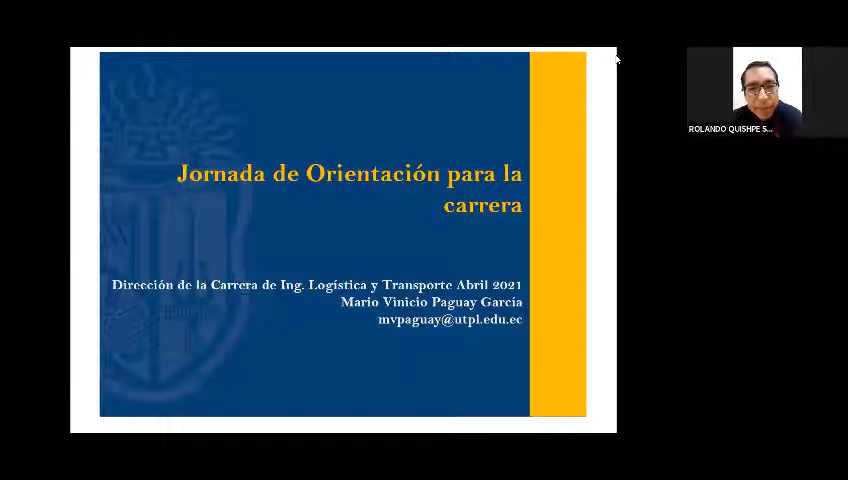 Jornada de Orientación para la
carrera
Dirección de la Carrera de Ing. Logística y Transporte Abril 2021
Mario Vinicio Paguay García
mvpaguay@utpl.edu.ec
ROLANDO QUISHPE S...